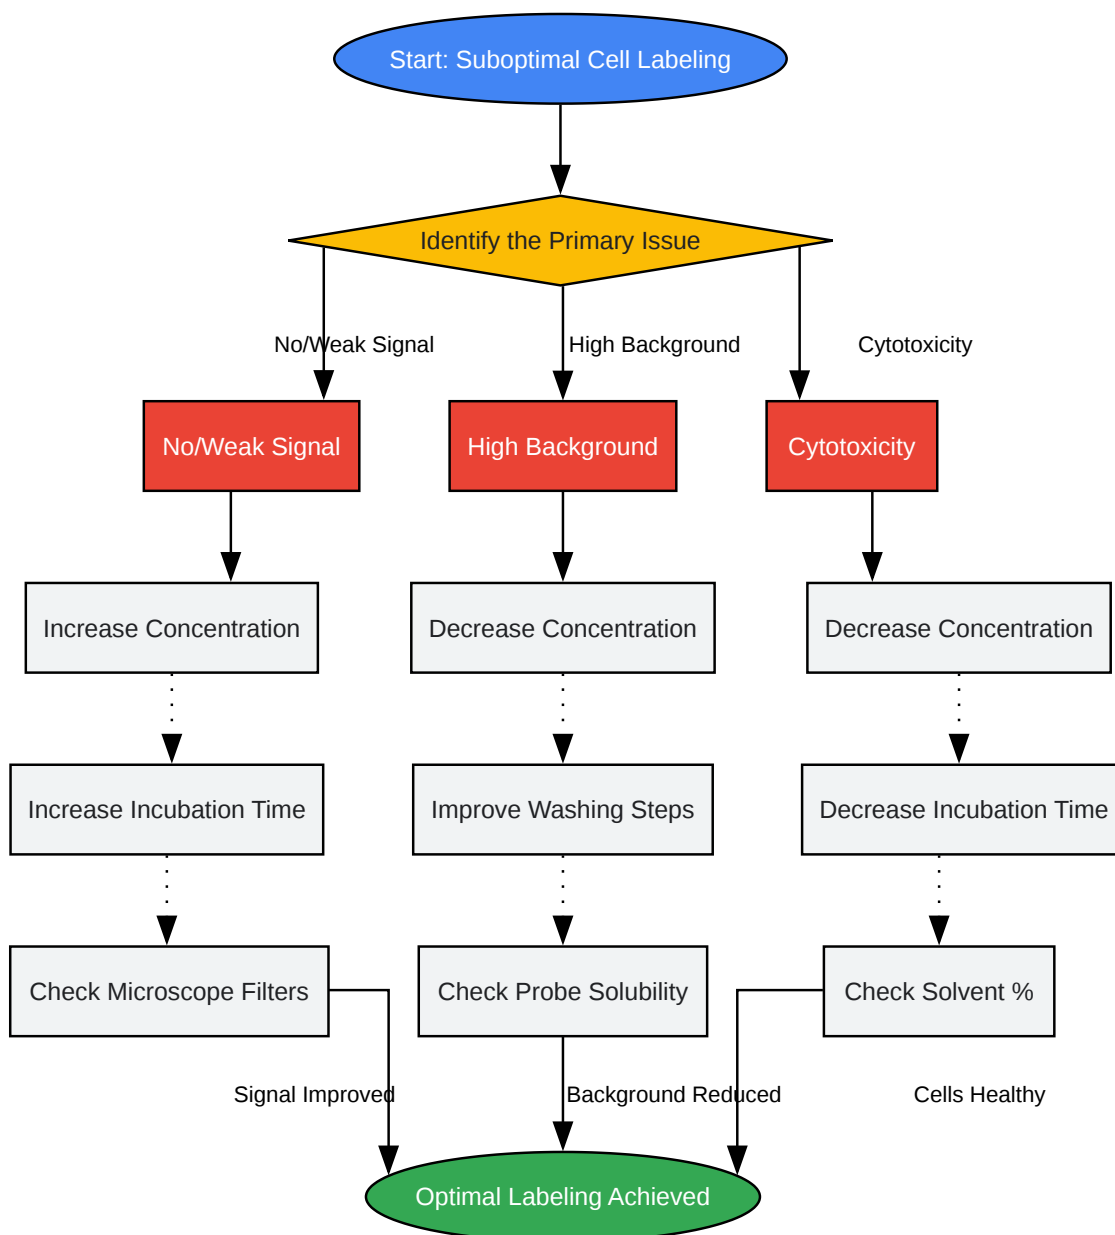 Start: Suboptimal Cell Labeling
Identify the Primary Issue
No/Weak Signal
High Background
Cytotoxicity
No/Weak Signal
High Background
Cytotoxicity
Increase Concentration
Decrease Concentration
Decrease Concentration
Increase Incubation Time
Improve Washing Steps
Decrease Incubation Time
Check Microscope Filters
Check Probe Solubility
Check Solvent %
Signal Improved
Background Reduced
Cells Healthy
Optimal Labeling Achieved